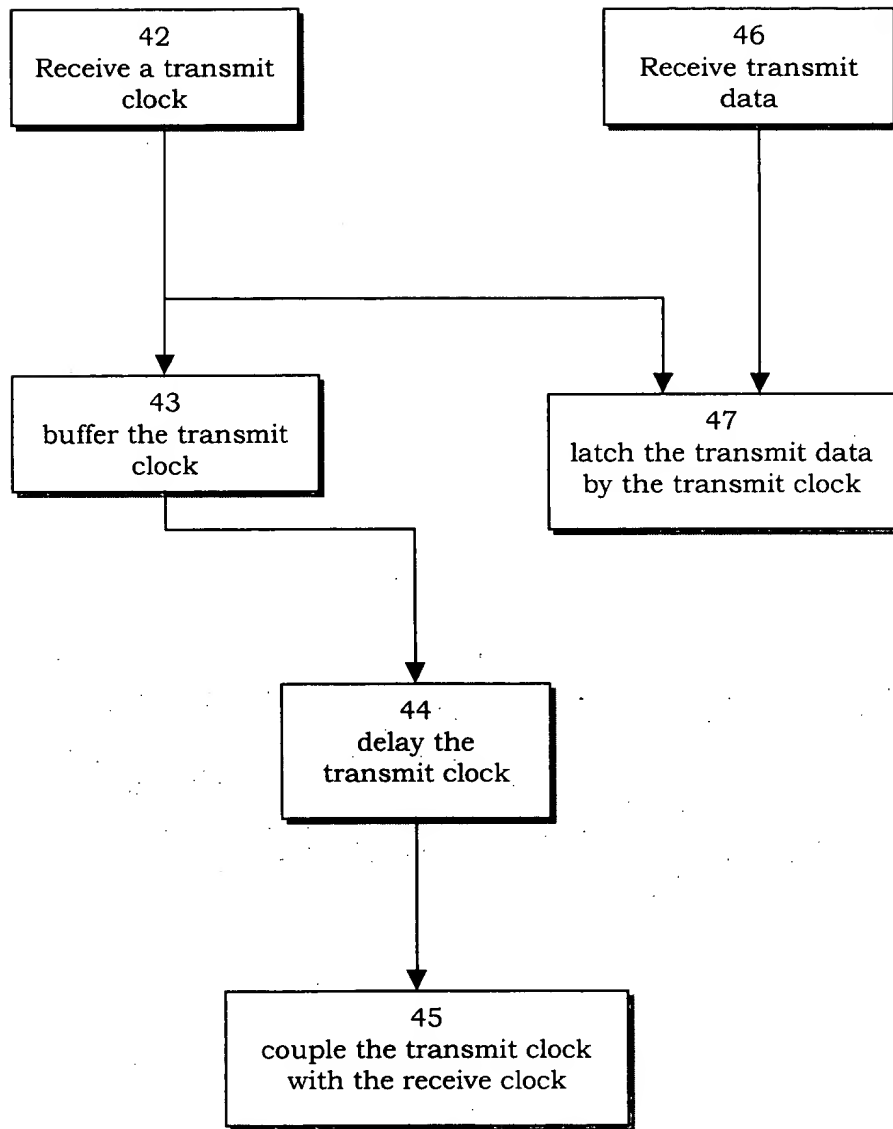 42
Receive a transmit
clock
46
Receive transmit
data
43
buffer the transmit
clock
47
latch the transmit data
by the transmit clock
44
delay the
transmit clock
45
couple the transmit clock
with the receive clock